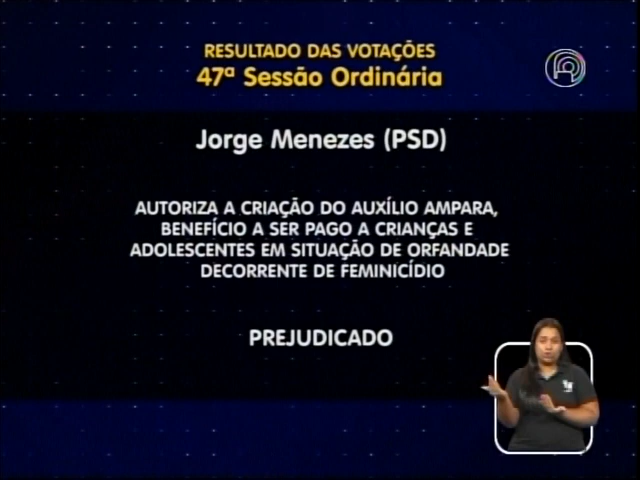 RESULTADO DAS VOTAÇÕES
47ª Sessão Ordinária
Jorge Menezes (PSD)
AUTORIZA A CRIAÇÃO DO AUXÍLIO AMPARA,
BENEFÍCIO A SER PAGO A CRIANÇAS E
ADOLESCENTES EM SITUAÇÃO DE ORFANDADE
DECORRENTE DE FEMINICÍDIO
PREJUDICADO